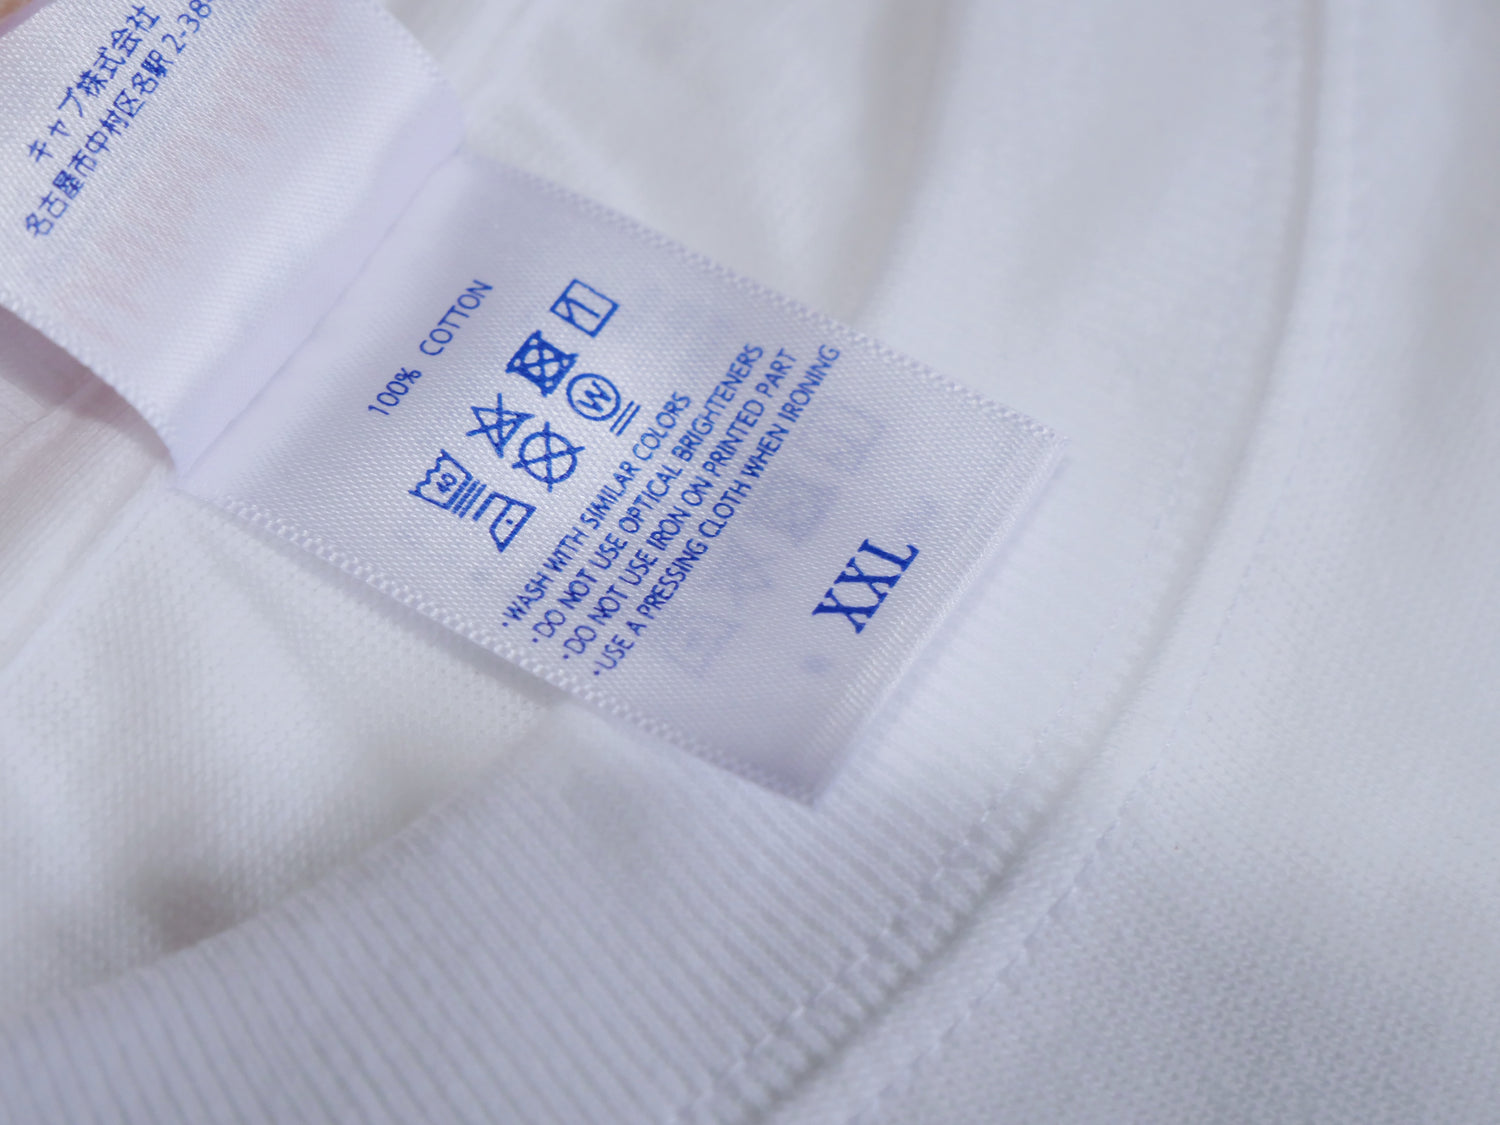 キャブ株式会社
名古屋市中村区名駅 2-38-
100% COTTON
40
W
・WASH WITH SIMILAR COLORS
・DO NOT USE OPTICAL BRIGHTENERS
・DO NOT USE IRON ON PRINTED PART
・USE A PRESSING CLOTH WHEN IRONING
XXL